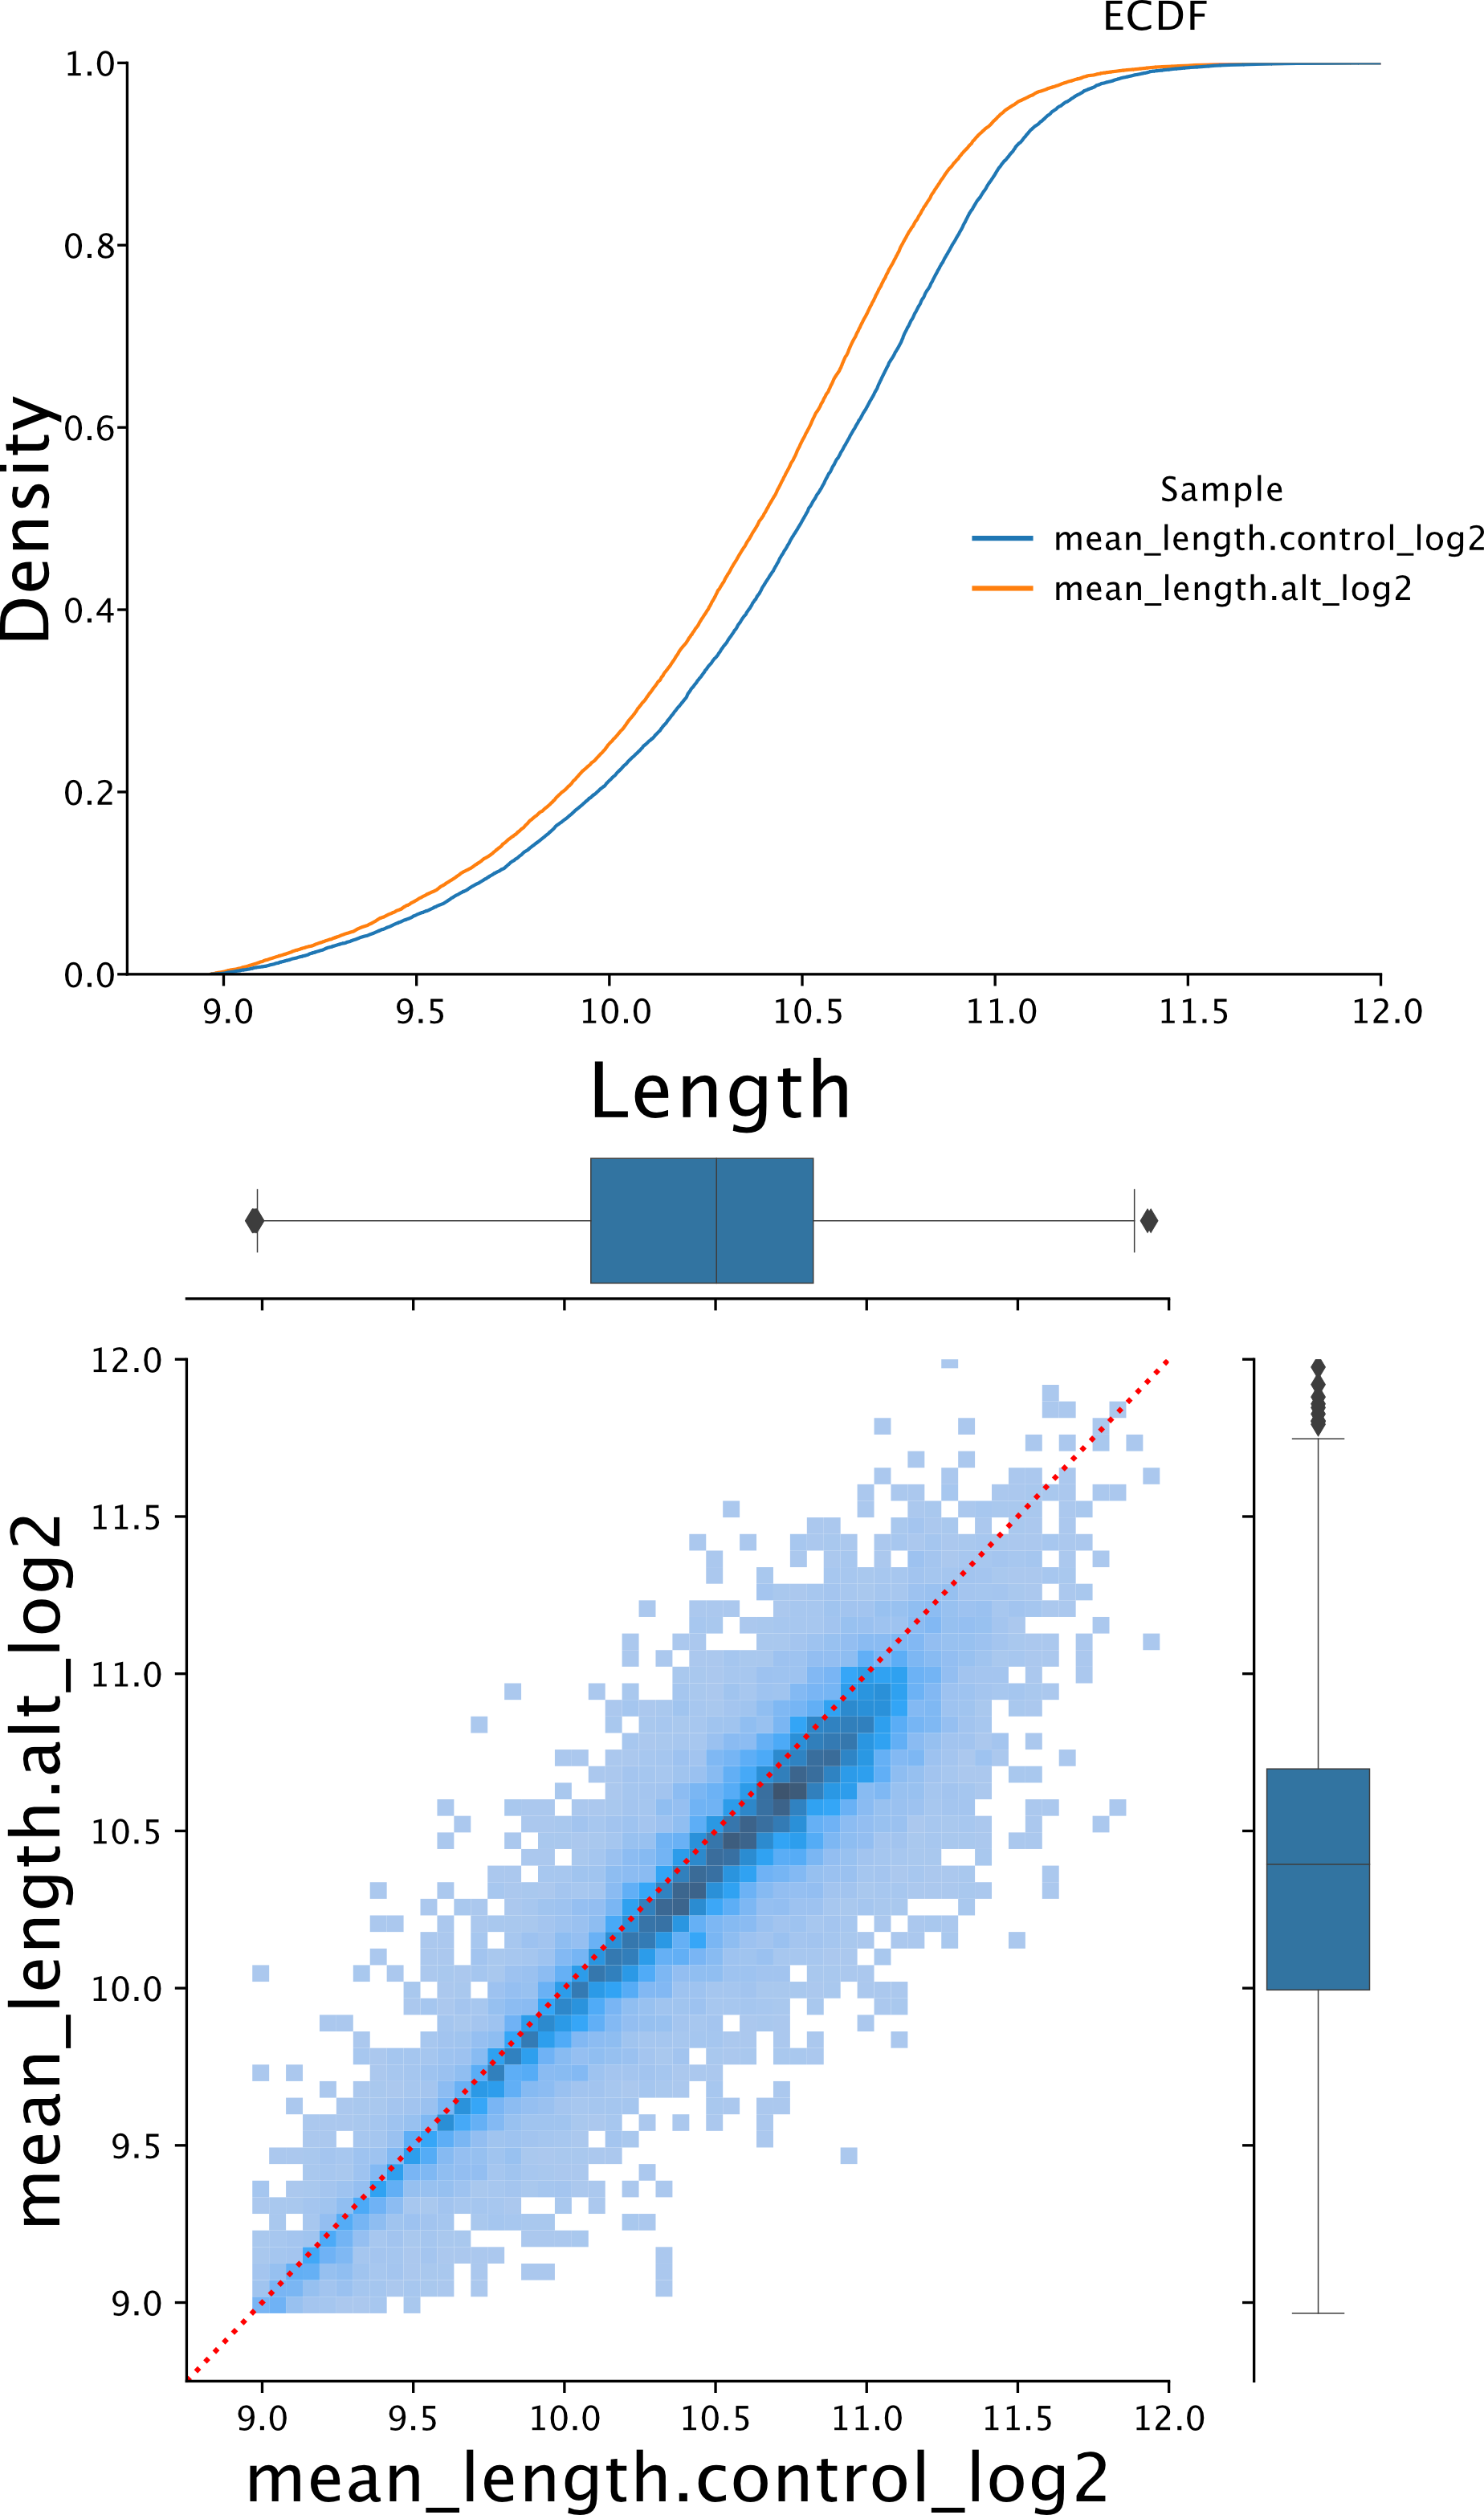 ECDF
Density
1.0
0.8
0.6
0.4
0.2
0.0
Sample
mean_length.control_log2
mean_length.alt_log2
9.0 9.5 10.0 10.5 11.0 11.5 12.0
Length
mean_length.alt_log2
12.0
11.5
11.0
10.5
10.0
9.5
9.0
9.0 9.5 10.0 10.5 11.0 11.5 12.0
mean_length.control_log2